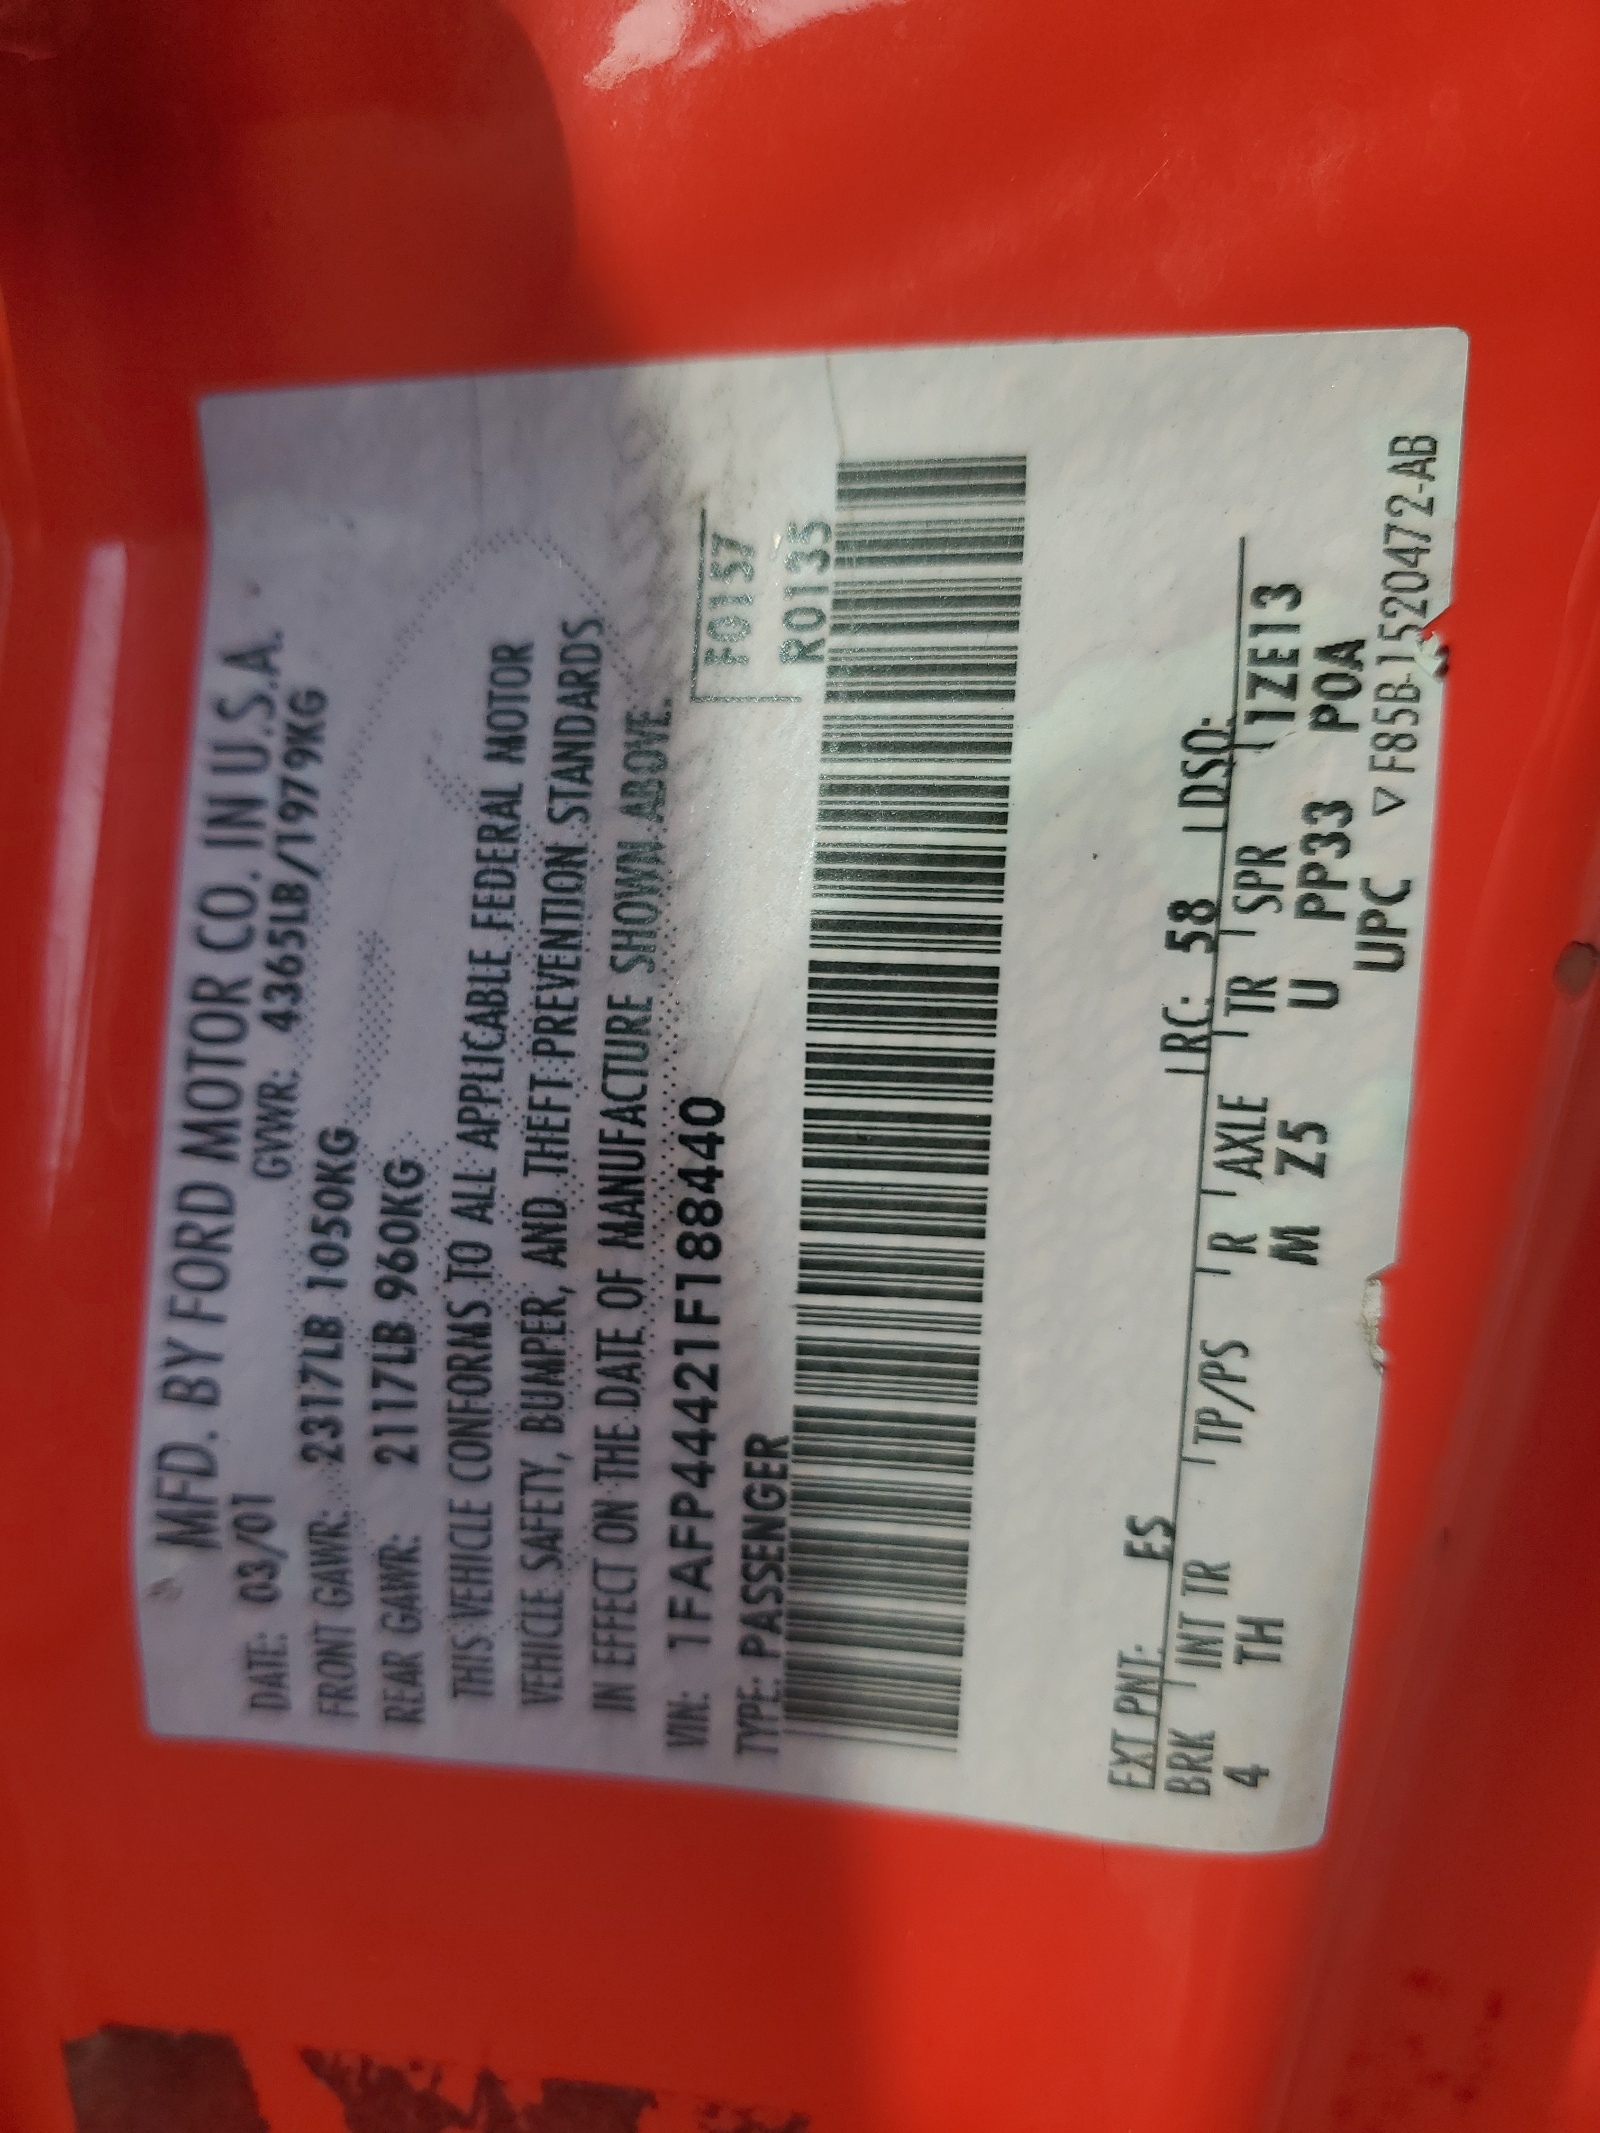 MFD. BY FORD MOTOR CO. IN U.S.A.
DATE: 03/01 GVWR: 4365LB/1979KG
FRONT GAWR: 2317LB 1050KG
REAR GAWR: 2117LB 960KG
THIS VEHICLE CONFORMS TO ALL APPLICABLE FEDERAL MOTOR
VEHICLE SAFETY, BUMPER, AND THEFT PREVENTION STANDARDS
IN EFFECT ON THE DATE OF MANUFACTURE SHOWN ABOVE.
VIN: 1FAFP44421F188440
F0157
TYPE: PASSENGER
R0135
EXT PNT: ES RC: 58 DSO:
BRK INT TR TP/PS R AXLE TR SPR 1ZE13
4 TH M Z5 U PP33 POA
UPC ▽ F85B-1520472-AB